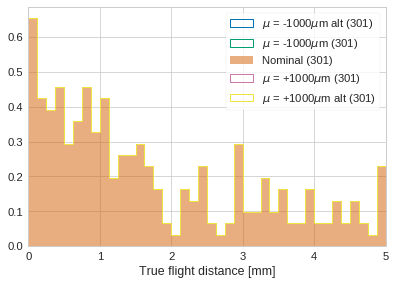 μ = -1000μm alt (301)
μ = -1000μm (301)
Nominal (301)
μ = +1000μm (301)
μ = +1000μm alt (301)
0.6
0.5
0.4
0.3
0.2
0.1
0.0
0 1 2 3 4 5
True flight distance [mm]